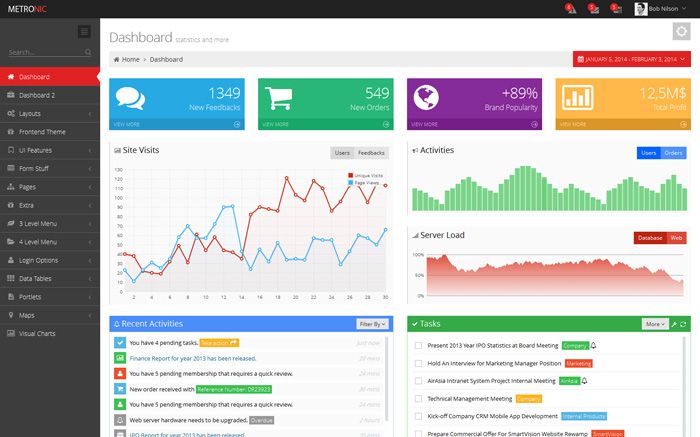 METRONIC
6
5
5
Bob Nilson
Search...
Dashboard
Dashboard 2
Layouts
Frontend Theme
UI Features
Form Stuff
Pages
Extra
3 Level Menu
4 Level Menu
Login Options
Data Tables
Portlets
Maps
Visual Charts
Dashboard statistics and more
Home > Dashboard
JANUARY 5, 2014 - FEBRUARY 3, 2014
1349
New Feedbacks
VIEW MORE
549
New Orders
VIEW MORE
+89%
Brand Popularity
VIEW MORE
12,5M$
Total Profit
VIEW MORE
Site Visits
Users Feedbacks
Unique Visits
Page Views
130
120
110
100
90
80
70
60
50
40
30
20
10
0
2 4 6 8 10 12 14 16 18 20 22 24 26 28 30
Activities
Users Orders
Server Load
Database Web
100%
50%
0%
Recent Activities
Filter By
You have 4 pending tasks. Take action Just now
Finance Report for year 2013 has been released. 20 mins
You have 5 pending membership that requires a quick review. 24 mins
New order received with Reference Number: DR23923 30 mins
You have 5 pending membership that requires a quick review. 24 mins
Web server hardware needs to be upgraded. Overdue 2 hours
IPO Report for year 2013 has been released. 20 mins
Tasks
More
Present 2013 Year IPO Statistics at Board Meeting Company
Hold An Interview for Marketing Manager Position Marketing
AirAsia Intranet System Project Internal Meeting AirAsia
Technical Management Meeting Company
Kick-off Company CRM Mobile App Development Internal Products
Prepare Commercial Offer For SmartVision Website Rewamp SmartVision